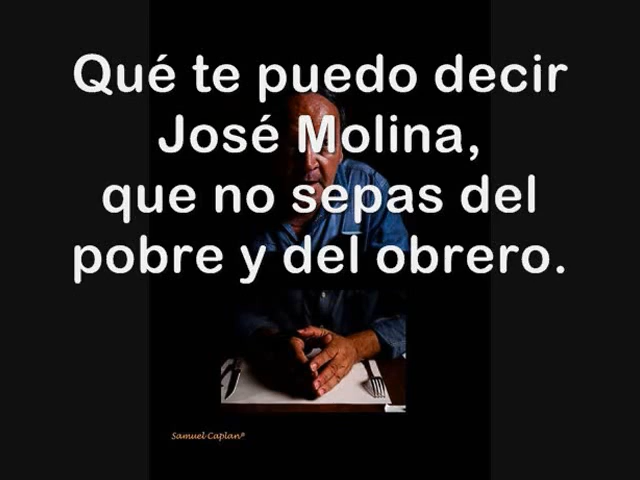 Qué te puedo decir
José Molina,
que no sepas del
pobre y del obrero.
Samuel Caplan®